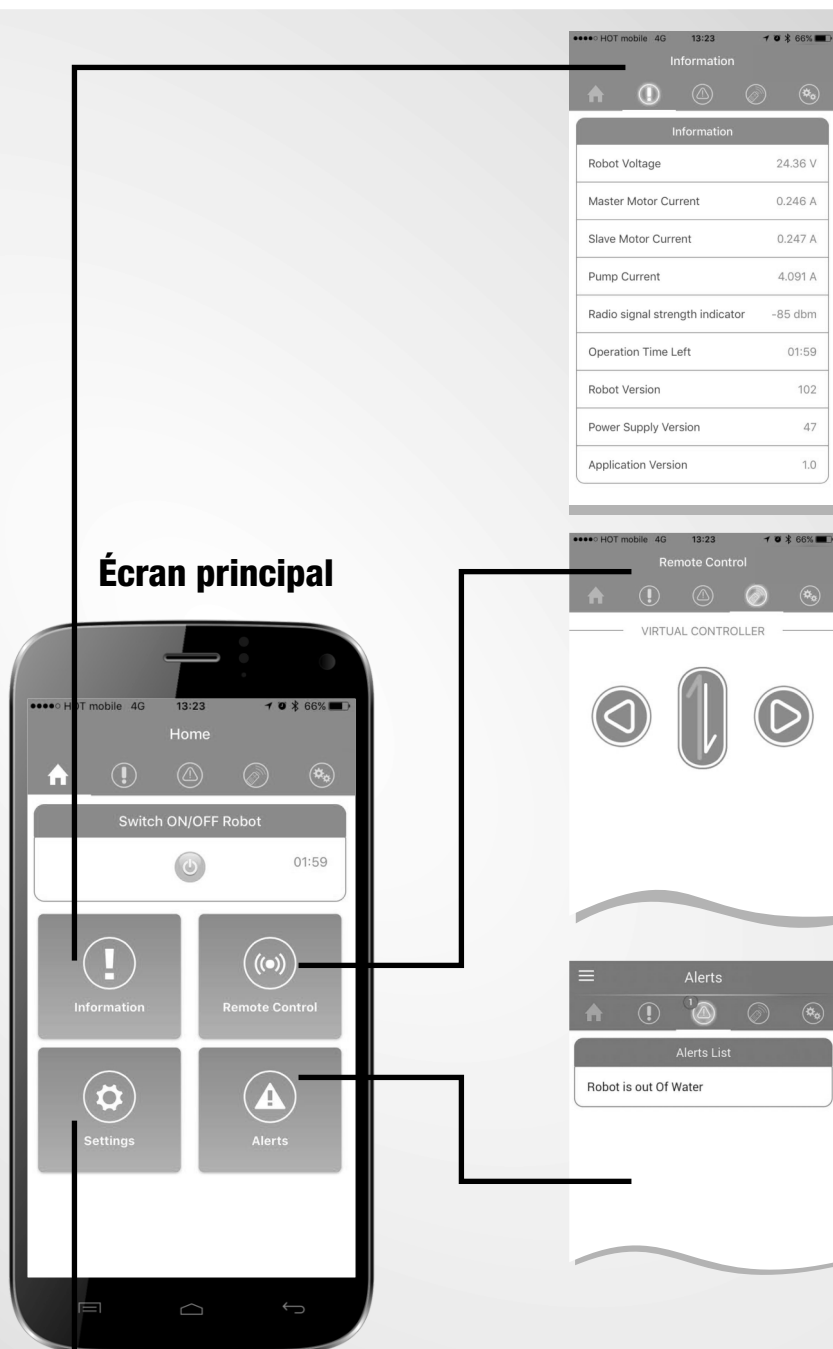 ●●●●○ HOT mobile 4G 13:23 66%
Information
Information
Robot Voltage 24.36 V
Master Motor Current 0.246 A
Slave Motor Current 0.247 A
Pump Current 4.091 A
Radio signal strength indicator -85 dbm
Operation Time Left 01:59
Robot Version 102
Power Supply Version 47
Application Version 1.0
Écran principal
●●●●○ HOT mobile 4G 13:23 66%
Home
Switch ON/OFF Robot
01:59
Information Remote Control
Settings Alerts
●●●●○ HOT mobile 4G 13:23 66%
Remote Control
VIRTUAL CONTROLLER
Alerts
1
Alerts List
Robot is out Of Water